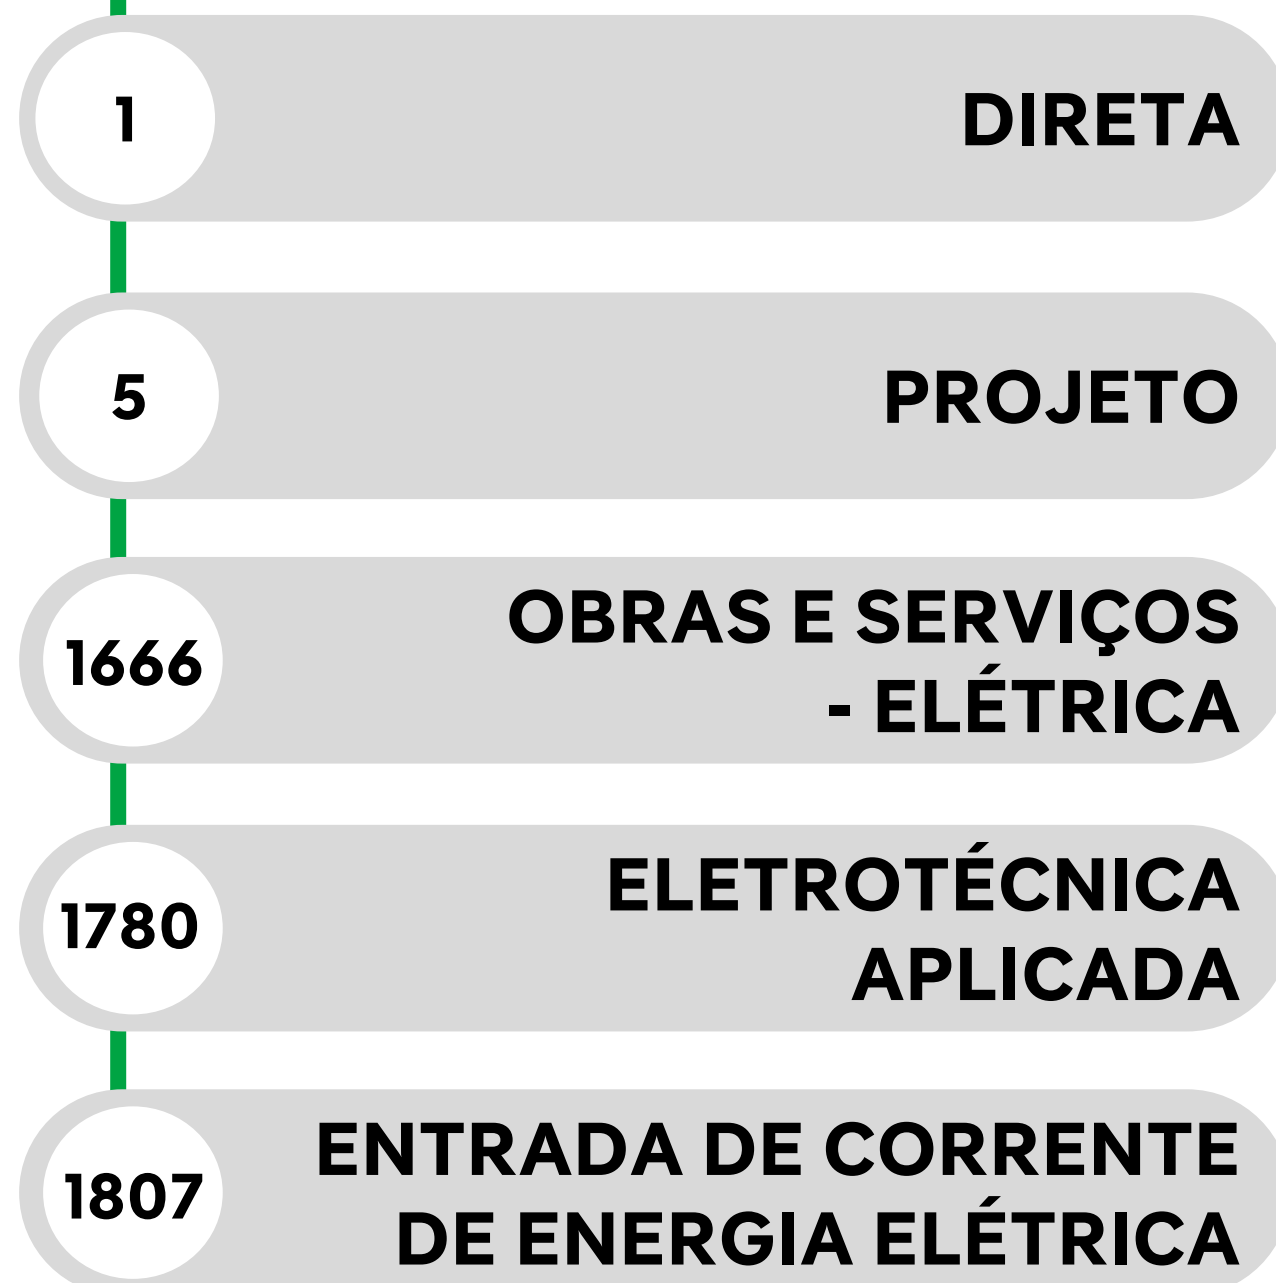 1
DIRETA
5
PROJETO
1666
OBRAS E SERVIÇOS
- ELÉTRICA
1780
ELETROTÉCNICA
APLICADA
1807
ENTRADA DE CORRENTE
DE ENERGIA ELÉTRICA